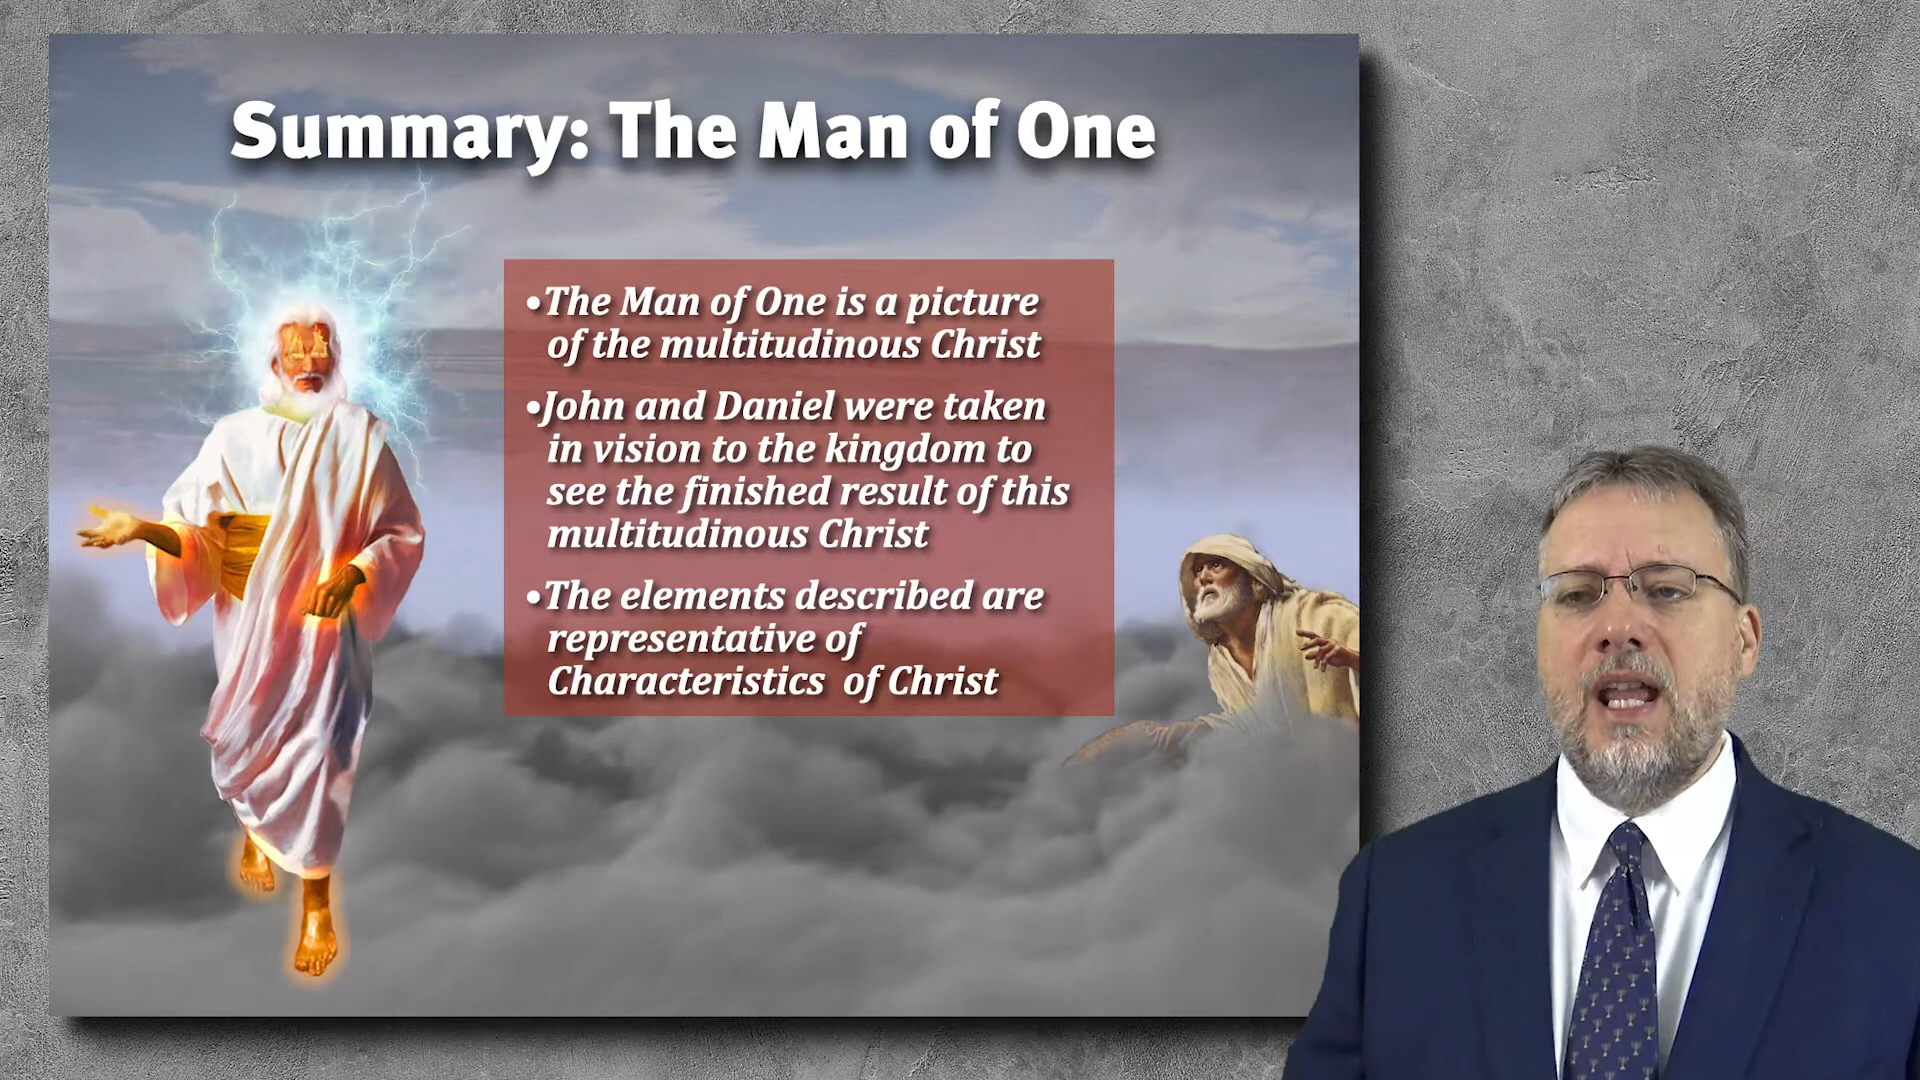 Summary: The Man of One
•The Man of One is a picture
of the multitudinous Christ
•John and Daniel were taken
in vision to the kingdom to
see the finished result of this
multitudinous Christ
•The elements described are
representative of
Characteristics  of Christ